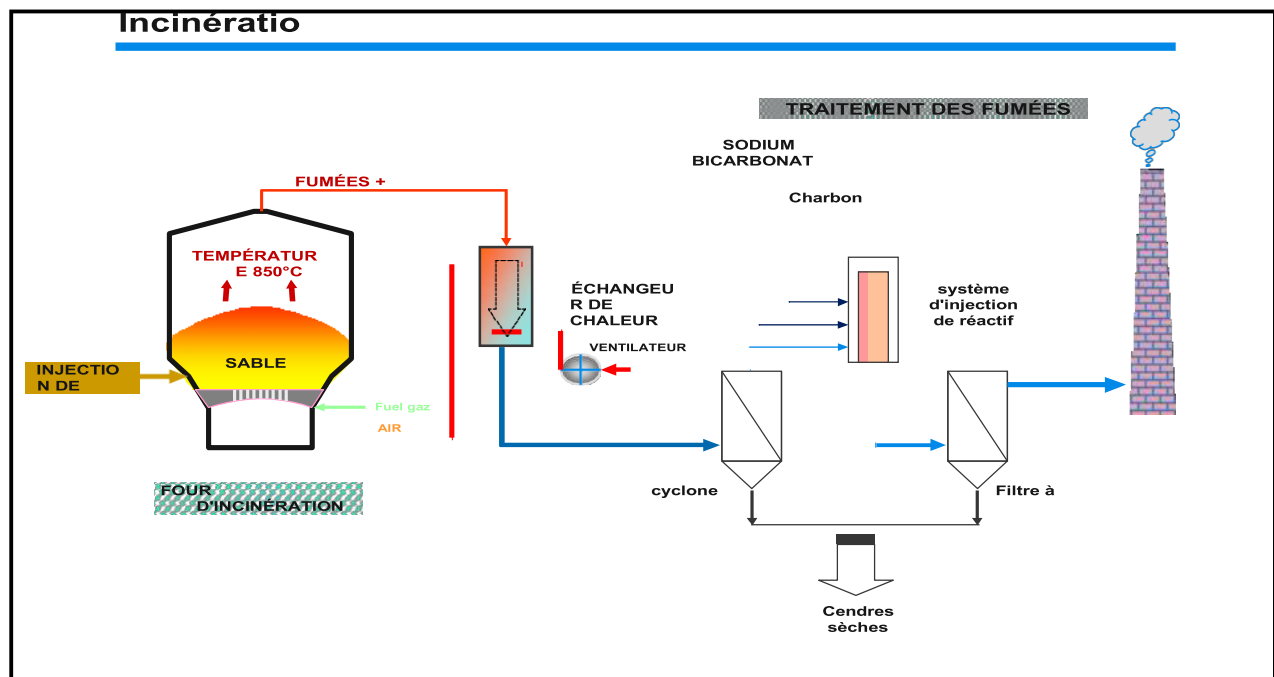 Incinératio
TRAITEMENT DES FUMÉES
SODIUM
BICARBONAT
Charbon
FUMÉES +
TEMPÉRATUR
E 850°C
ÉCHANGEU
R DE
CHALEUR
VENTILATEUR
système
d'injection
de réactif
SABLE
INJECTIO
N DE
Fuel gaz
AIR
FOUR
D'INCINÉRATION
cyclone
Filtre à
Cendres
sèches